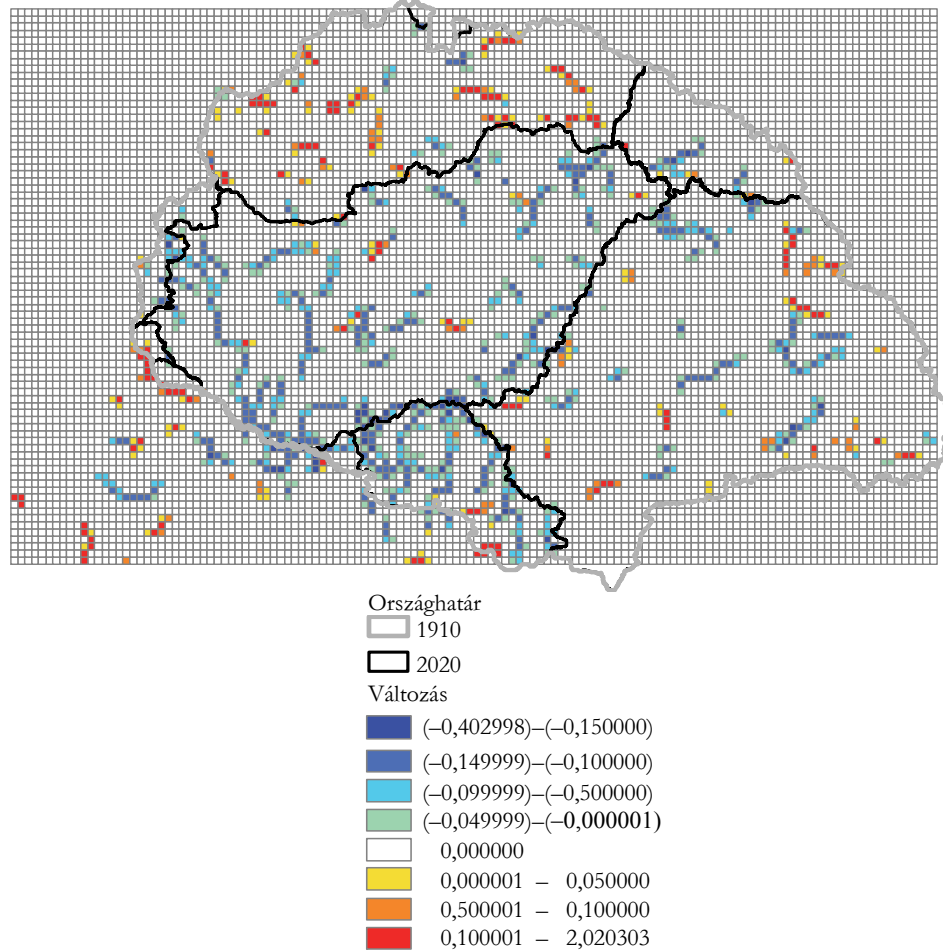 Országhatár
1910
2020
Változás
(–0,402998)–(–0,150000)
(–0,149999)–(–0,100000)
(–0,099999)–(–0,500000)
(–0,049999)–(–0,000001)
0,000000
0,000001 – 0,050000
0,500001 – 0,100000
0,100001 – 2,020303